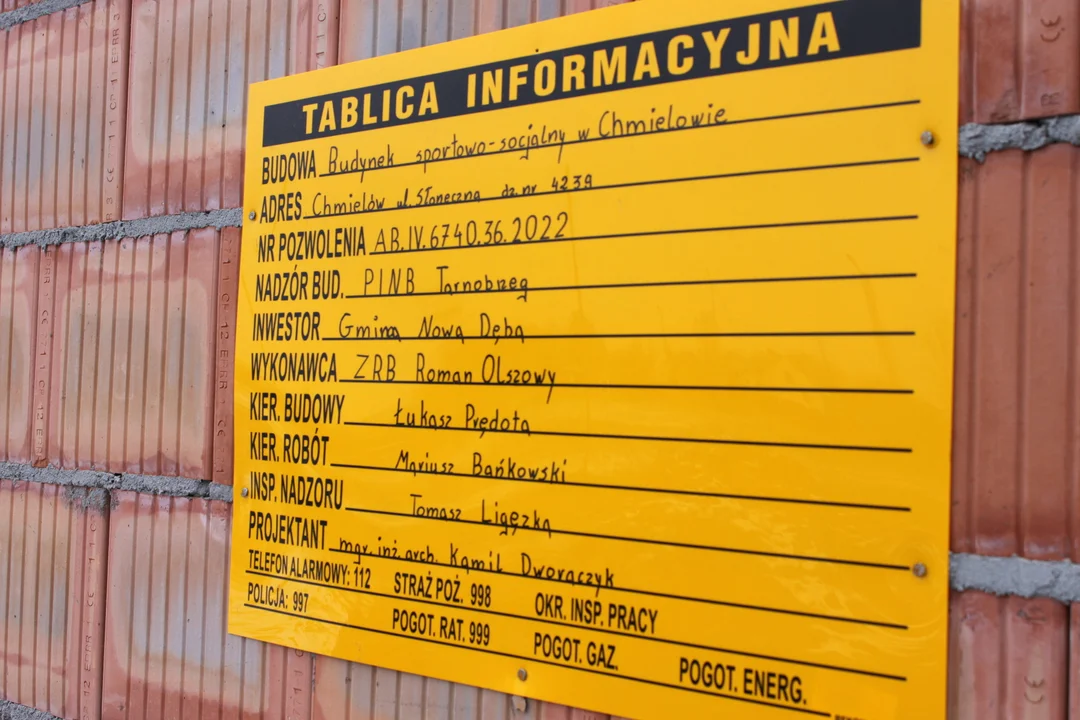 TABLICA INFORMACYJNA
BUDOWA Budynek sportowo-socjalny w Chmielowie
ADRES Chmielów ul. Słoneczna dz. nr 4239
NR POZWOLENIA AB.IV.6740.36.2022
NADZÓR BUD. PINB Tarnobrzeg
INWESTOR Gmina Nowa Dęba
WYKONAWCA ZRB Roman Olszowy
KIER. BUDOWY Łukasz Prędota
KIER. ROBÓT Mariusz Bańkowski
INSP. NADZORU Tomasz Ligęzka
PROJEKTANT mgr. inż. arch. Kamil Dworaczyk
TELEFON ALARMOWY: 112 STRAŻ POŻ. 998 OKR. INSP. PRACY
POLICJA: 997 POGOT. RAT. 999 POGOT. GAZ. POGOT. ENERG.